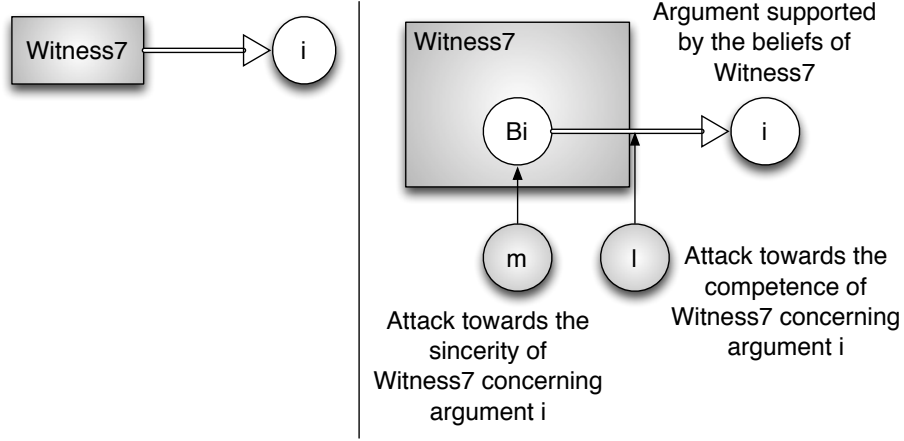 Witness7
i
Argument supported
by the beliefs of
Witness7
Witness7
Bi
i
m
l
Attack towards the
sincerity of
Witness7 concerning
argument i
Attack towards the
competence of
Witness7 concerning
argument i